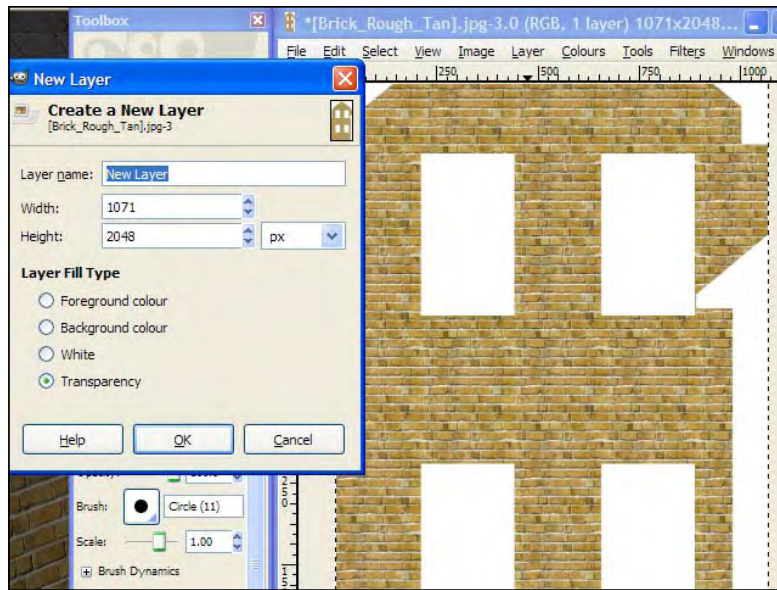 Toolbox
*[Brick_Rough_Tan].jpg-3.0 (RGB, 1 layer) 1071x2048...
File Edit Select View Image Layer Colours Tools Filters Windows
250 500 750 1000
New Layer
Create a New Layer
[Brick_Rough_Tan].jpg-3
Layer name: New Layer
Width: 1071
Height: 2048 px
Layer Fill Type
Foreground colour
Background colour
White
Transparency
Help OK Cancel
Brush: Circle (11)
Scale: 1.00
Brush Dynamics